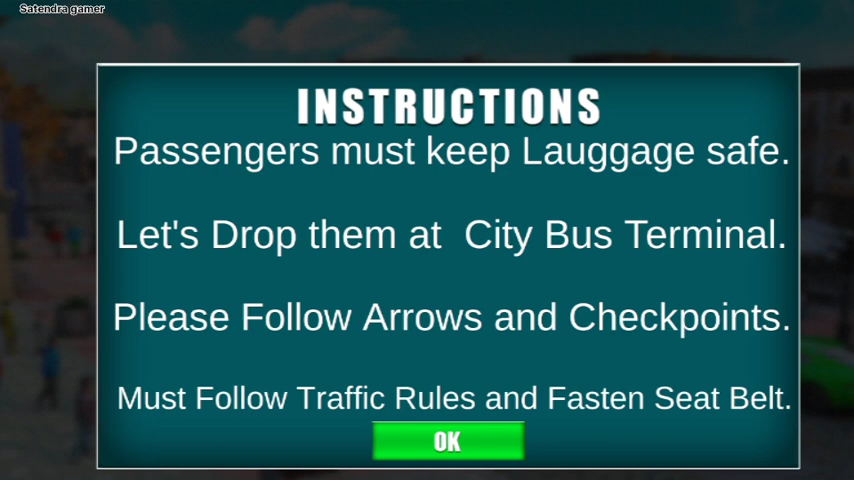 Satendra gamer
INSTRUCTIONS
Passengers must keep Lauggage safe.
Let's Drop them at  City Bus Terminal.
Please Follow Arrows and Checkpoints.
Must Follow Traffic Rules and Fasten Seat Belt.
OK